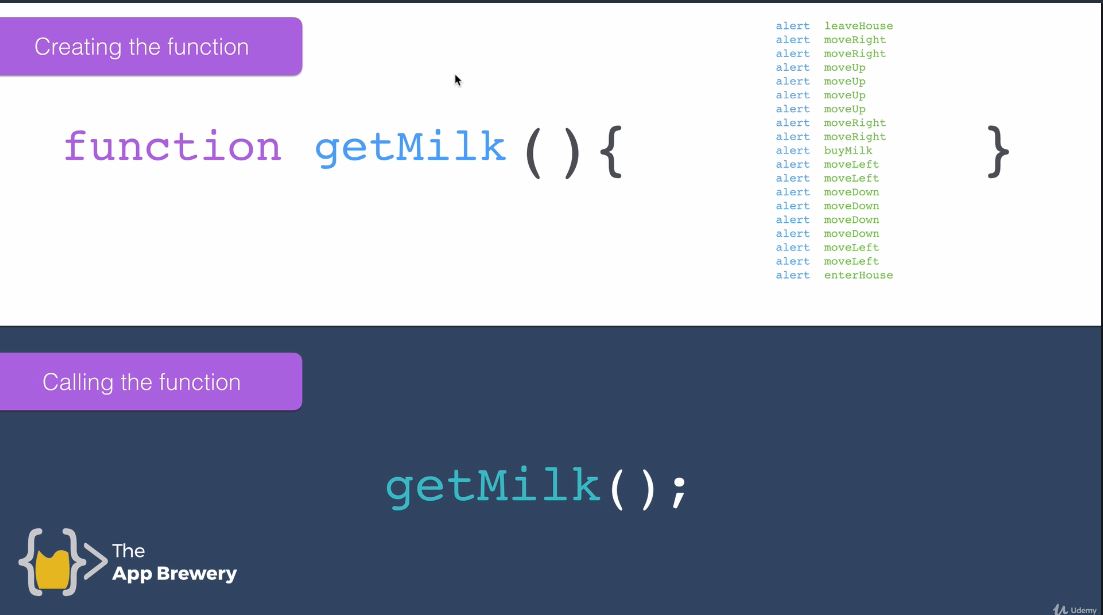 Creating the function
function getMilk(){
alert leaveHouse
alert moveRight
alert moveRight
alert moveUp
alert moveUp
alert moveUp
alert moveUp
alert moveRight
alert moveRight
alert buyMilk
alert moveLeft
alert moveLeft
alert moveDown
alert moveDown
alert moveDown
alert moveDown
alert moveLeft
alert moveLeft
alert enterHouse
}
Calling the function
getMilk();
The
App Brewery
Udemy